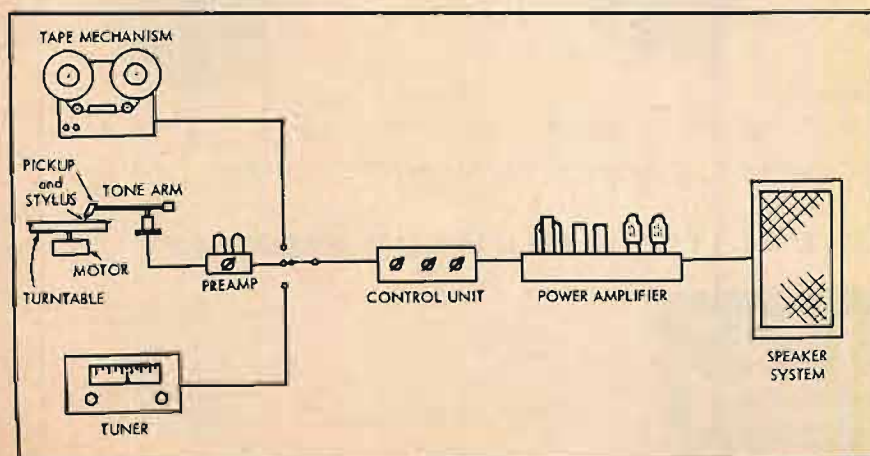 TAPE MECHANISM
PICKUP
and
STYLUS
TONE ARM
MOTOR
TURNTABLE
PREAMP
CONTROL UNIT
POWER AMPLIFIER
SPEAKER
SYSTEM
TUNER